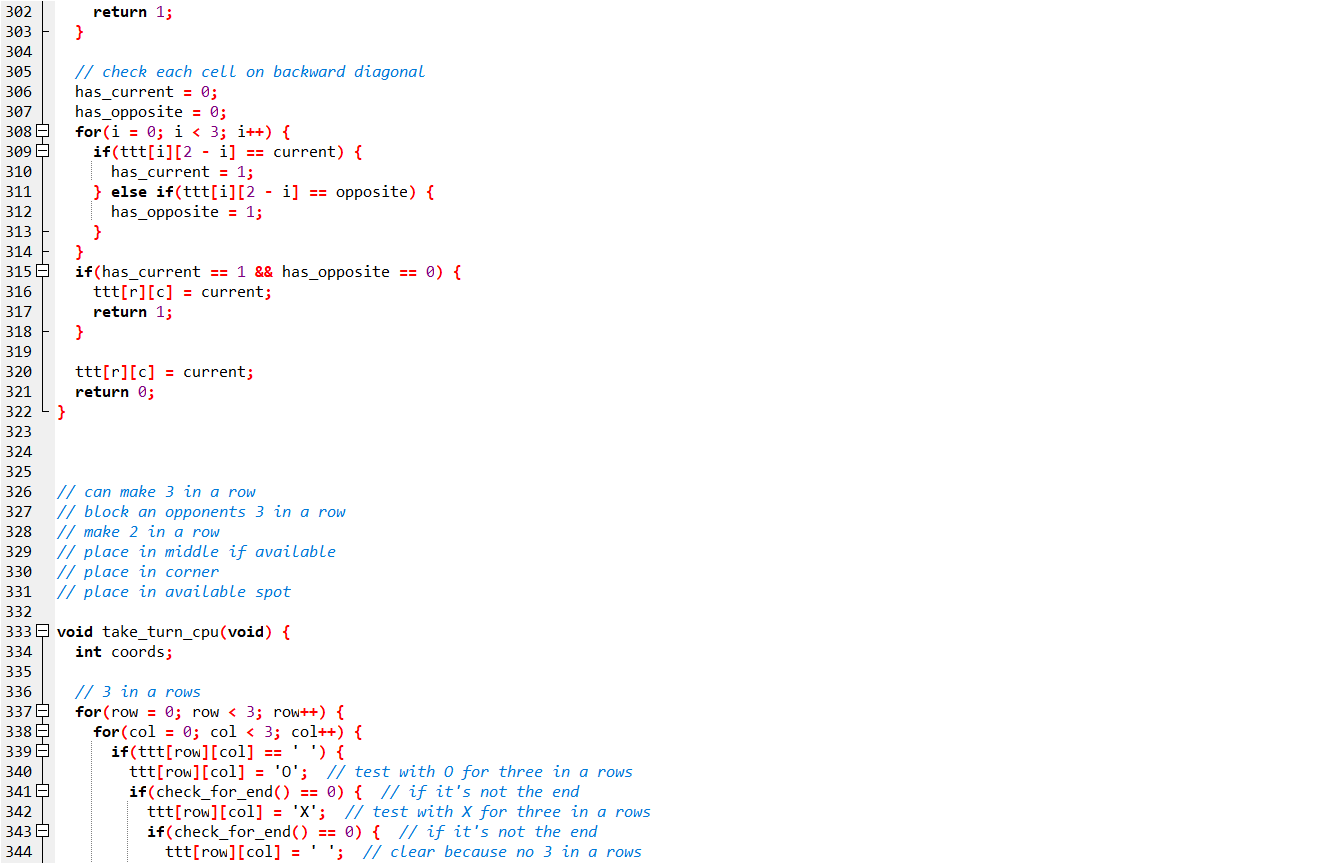 302     return 1;
303   }
304
305   // check each cell on backward diagonal
306   has_current = 0;
307   has_opposite = 0;
308   for(i = 0; i < 3; i++) {
309     if(ttt[i][2 - i] == current) {
310       has_current = 1;
311     } else if(ttt[i][2 - i] == opposite) {
312       has_opposite = 1;
313     }
314   }
315   if(has_current == 1 && has_opposite == 0) {
316     ttt[r][c] = current;
317     return 1;
318   }
319
320   ttt[r][c] = current;
321   return 0;
322 }
323
324
325
326 // can make 3 in a row
327 // block an opponents 3 in a row
328 // make 2 in a row
329 // place in middle if available
330 // place in corner
331 // place in available spot
332
333 void take_turn_cpu(void) {
334   int coords;
335
336   // 3 in a rows
337   for(row = 0; row < 3; row++) {
338     for(col = 0; col < 3; col++) {
339       if(ttt[row][col] == ' ') {
340         ttt[row][col] = 'O';  // test with O for three in a rows
341         if(check_for_end() == 0) {  // if it's not the end
342           ttt[row][col] = 'X';  // test with X for three in a rows
343           if(check_for_end() == 0) {  // if it's not the end
344             ttt[row][col] = ' ';  // clear because no 3 in a rows